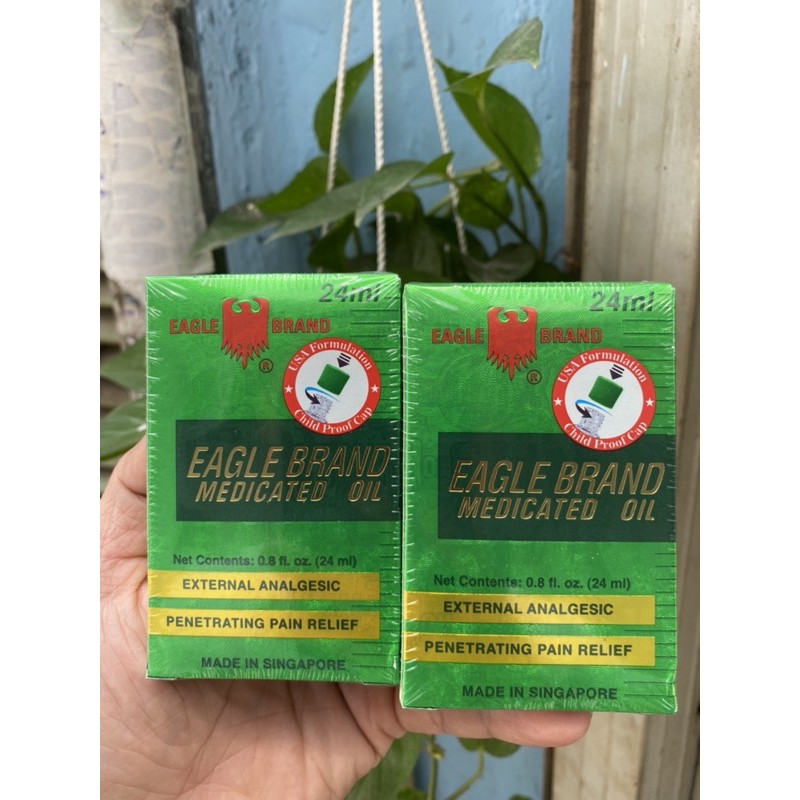 24ml
EAGLE BRAND
®
USA Formulation
Child Proof Cap
EAGLE BRAND
MEDICATED OIL
Net Contents: 0.8 fl. oz. (24 ml)
EXTERNAL ANALGESIC
PENETRATING PAIN RELIEF
MADE IN SINGAPORE
24ml
EAGLE BRAND
®
USA Formulation
Child Proof Cap
EAGLE BRAND
MEDICATED OIL
Net Contents: 0.8 fl. oz. (24 ml)
EXTERNAL ANALGESIC
PENETRATING PAIN RELIEF
MADE IN SINGAPORE